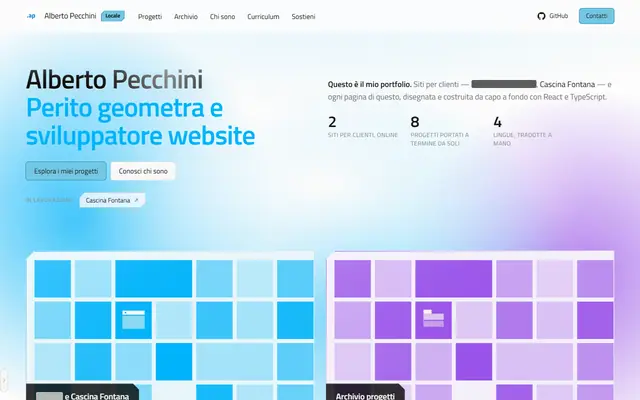 .ap Alberto Pecchini Locale Progetti Archivio Chi sono Curriculum Sostieni GitHub Contatti
Alberto Pecchini
Perito geometra e
sviluppatore website
Esplora i miei progetti Conosci chi sono
Cascina Fontana ↗
Questo è il mio portfolio. Siti per clienti — , Cascina Fontana — e
ogni pagina di questo, disegnata e costruita da capo a fondo con React e TypeScript.
2 8 4
SITI PER CLIENTI, ONLINE PROGETTI PORTATI A LINGUE, TRADOTTE A
TERMINE DA SOLI MANO
e Cascina Fontana
Archivio progetti